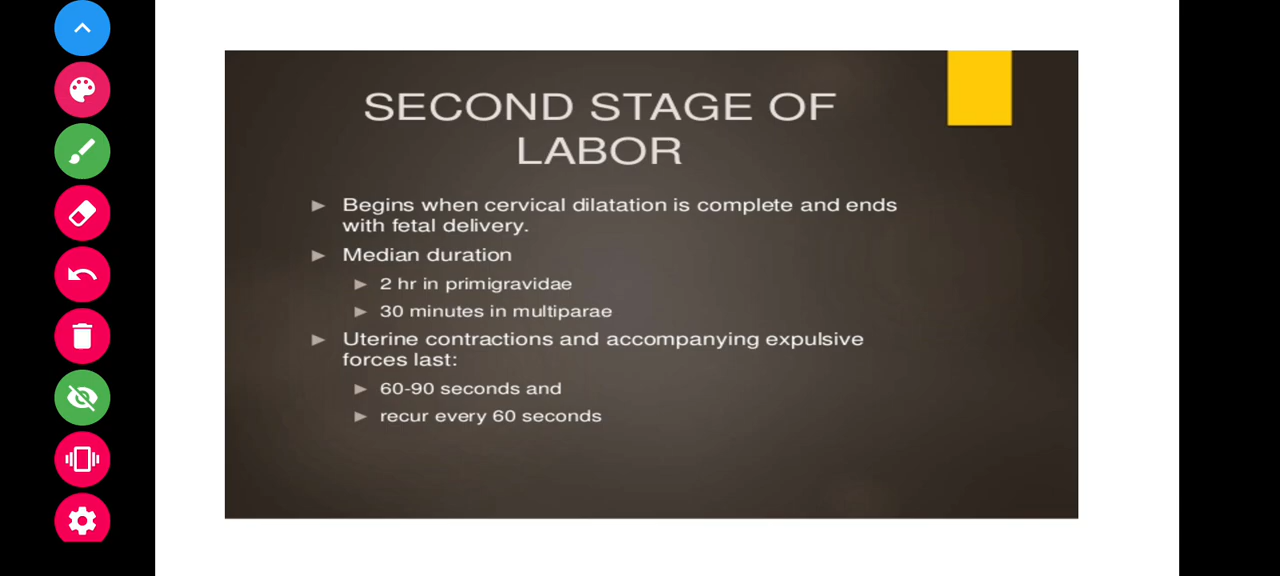 SECOND STAGE OF
LABOR
Begins when cervical dilatation is complete and ends
with fetal delivery.
Median duration
2 hr in primigravidae
30 minutes in multiparae
Uterine contractions and accompanying expulsive
forces last:
60-90 seconds and
recur every 60 seconds